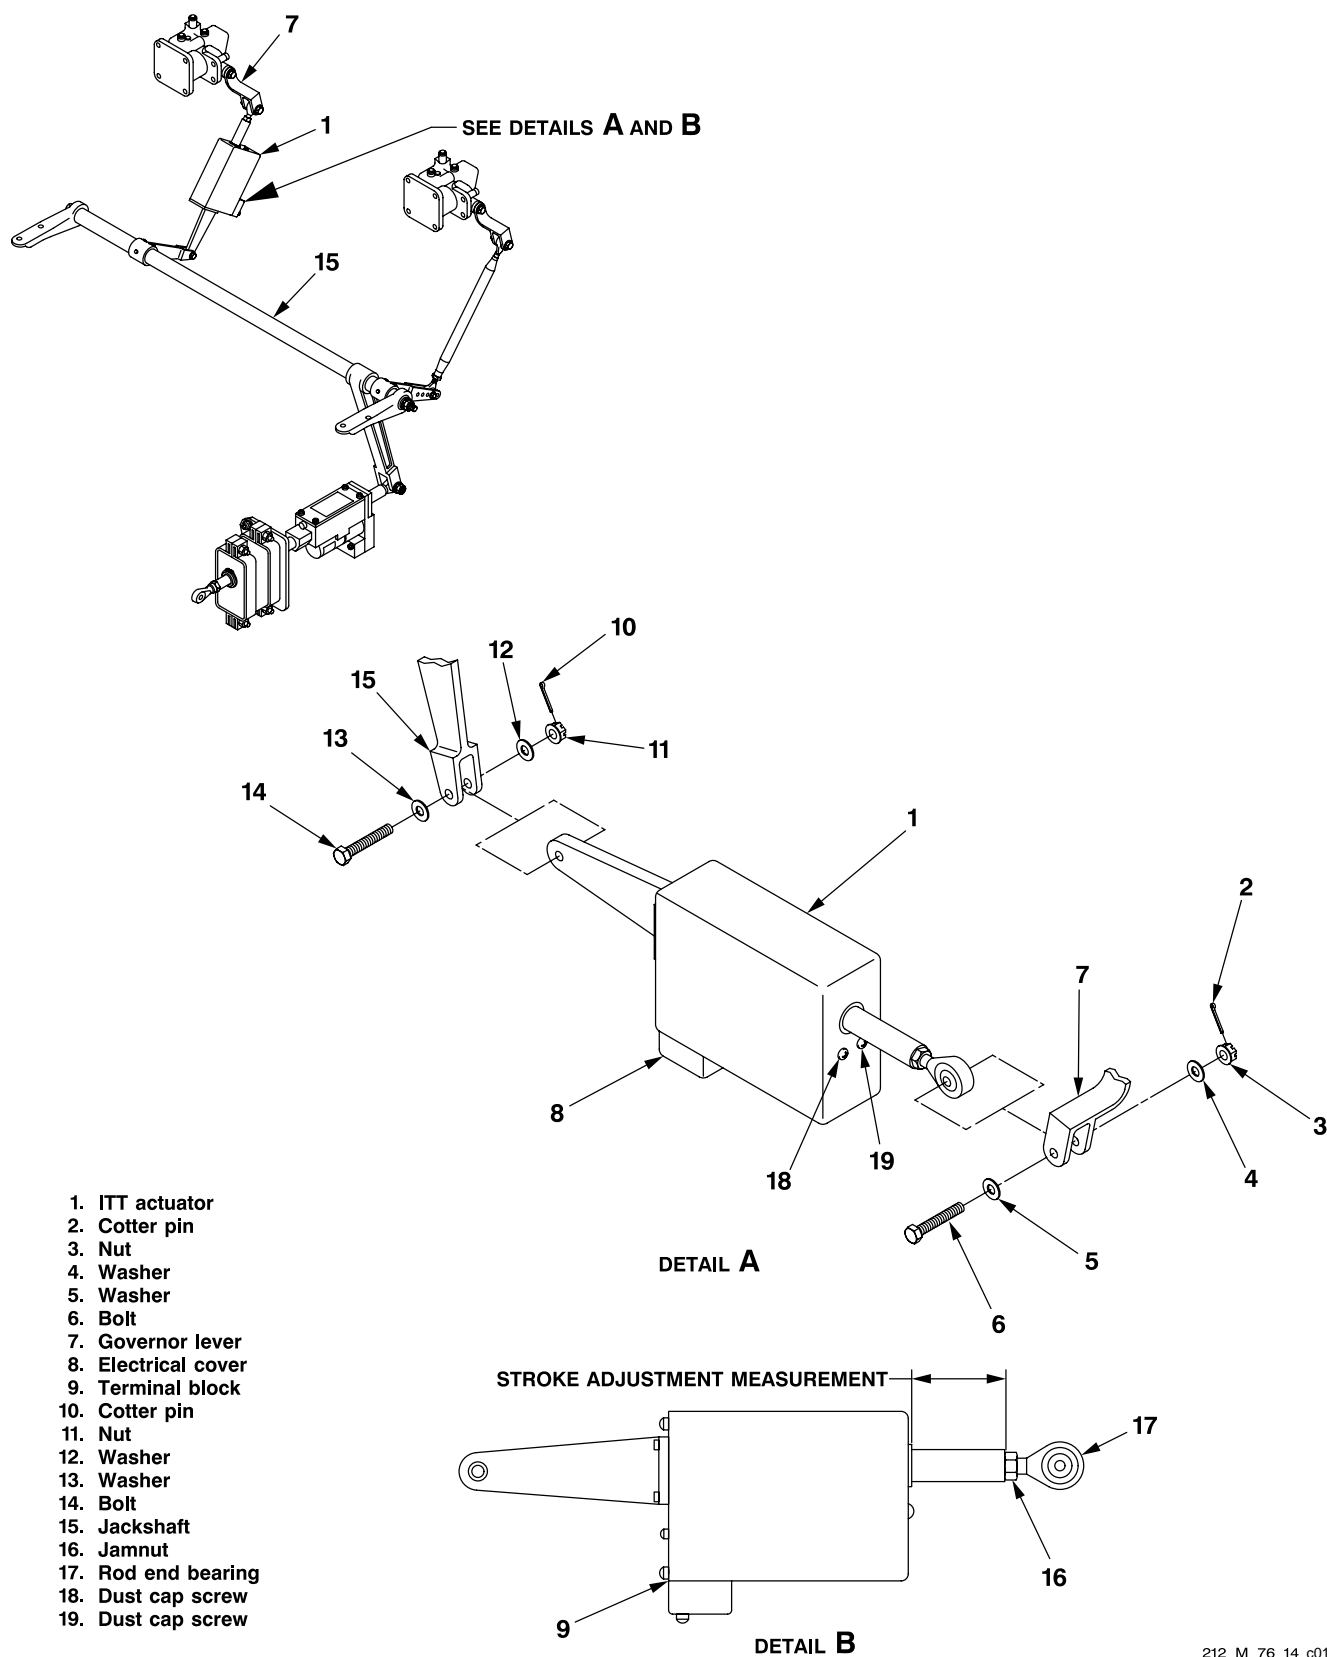 7
1
SEE DETAILS A AND B
15
10
12
15
13
11
14
1
2
7
8
18
19
3
4
5
6
DETAIL A
1. ITT actuator
2. Cotter pin
3. Nut
4. Washer
5. Washer
6. Bolt
7. Governor lever
8. Electrical cover
9. Terminal block
10. Cotter pin
11. Nut
12. Washer
13. Washer
14. Bolt
15. Jackshaft
16. Jamnut
17. Rod end bearing
18. Dust cap screw
19. Dust cap screw
STROKE ADJUSTMENT MEASUREMENT
17
16
9
DETAIL B
212_M_76_14_c01